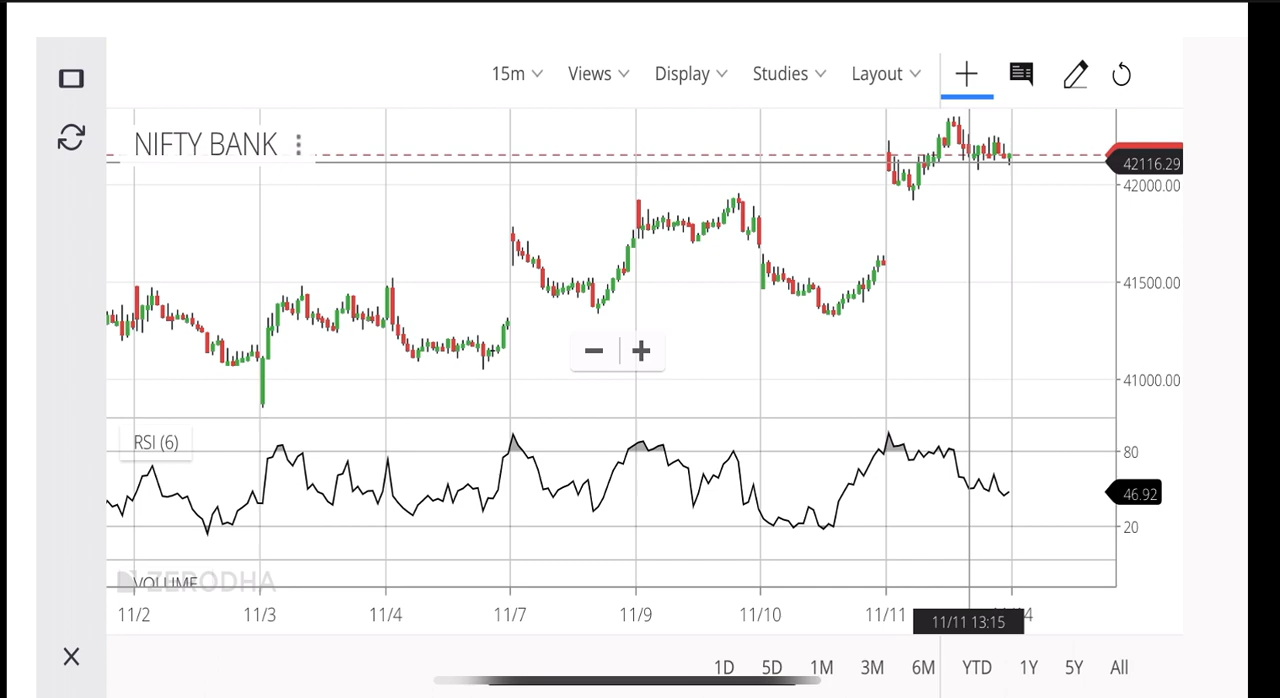 15m Views Display Studies Layout
NIFTY BANK
42116.29
42000.00
41500.00
41000.00
RSI (6)
80
46.92
20
VOLUME
ZERODHA
11/2 11/3 11/4 11/7 11/9 11/10 11/11 4
11/11 13:15
1D 5D 1M 3M 6M YTD 1Y 5Y All